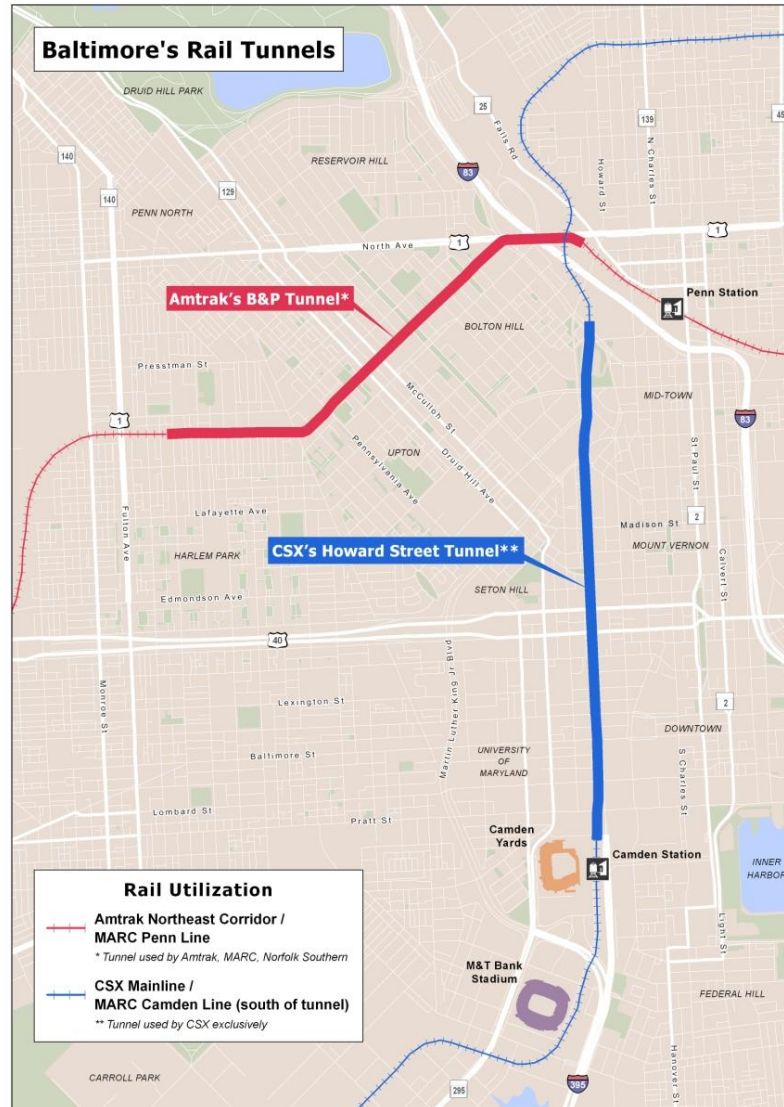 Baltimore's Rail Tunnels
DRUID HILL PARK
25
Falls Rd
139
N Charles St
45
Howard St
140
RESERVOIR HILL
83
140
129
PENN NORTH
1
1
North Ave
Amtrak's B&P Tunnel*
Penn Station
BOLTON HILL
Presstman St
McCulloh St
MID-TOWN
1
83
UPTON
Druid Hill Ave
Pennsylvania Ave
St Paul St
Fulton Ave
Lafayette Ave
2
Madison St
HARLEM PARK
CSX's Howard Street Tunnel**
MOUNT VERNON
Calvert St
SETON HILL
Edmondson Ave
40
Martin Luther King Jr Blvd
Monroe St
Lexington St
2
DOWNTOWN
Baltimore St
UNIVERSITY
OF
MARYLAND
S Charles St
Lombard St
Pratt St
Camden
Yards
Camden Station
INNER
HARBOR
Rail Utilization
Amtrak Northeast Corridor /
MARC Penn Line
* Tunnel used by Amtrak, MARC, Norfolk Southern
CSX Mainline /
MARC Camden Line (south of tunnel)
** Tunnel used by CSX exclusively
Light St
M&T Bank
Stadium
FEDERAL HILL
Hanover St
CARROLL PARK
295
395